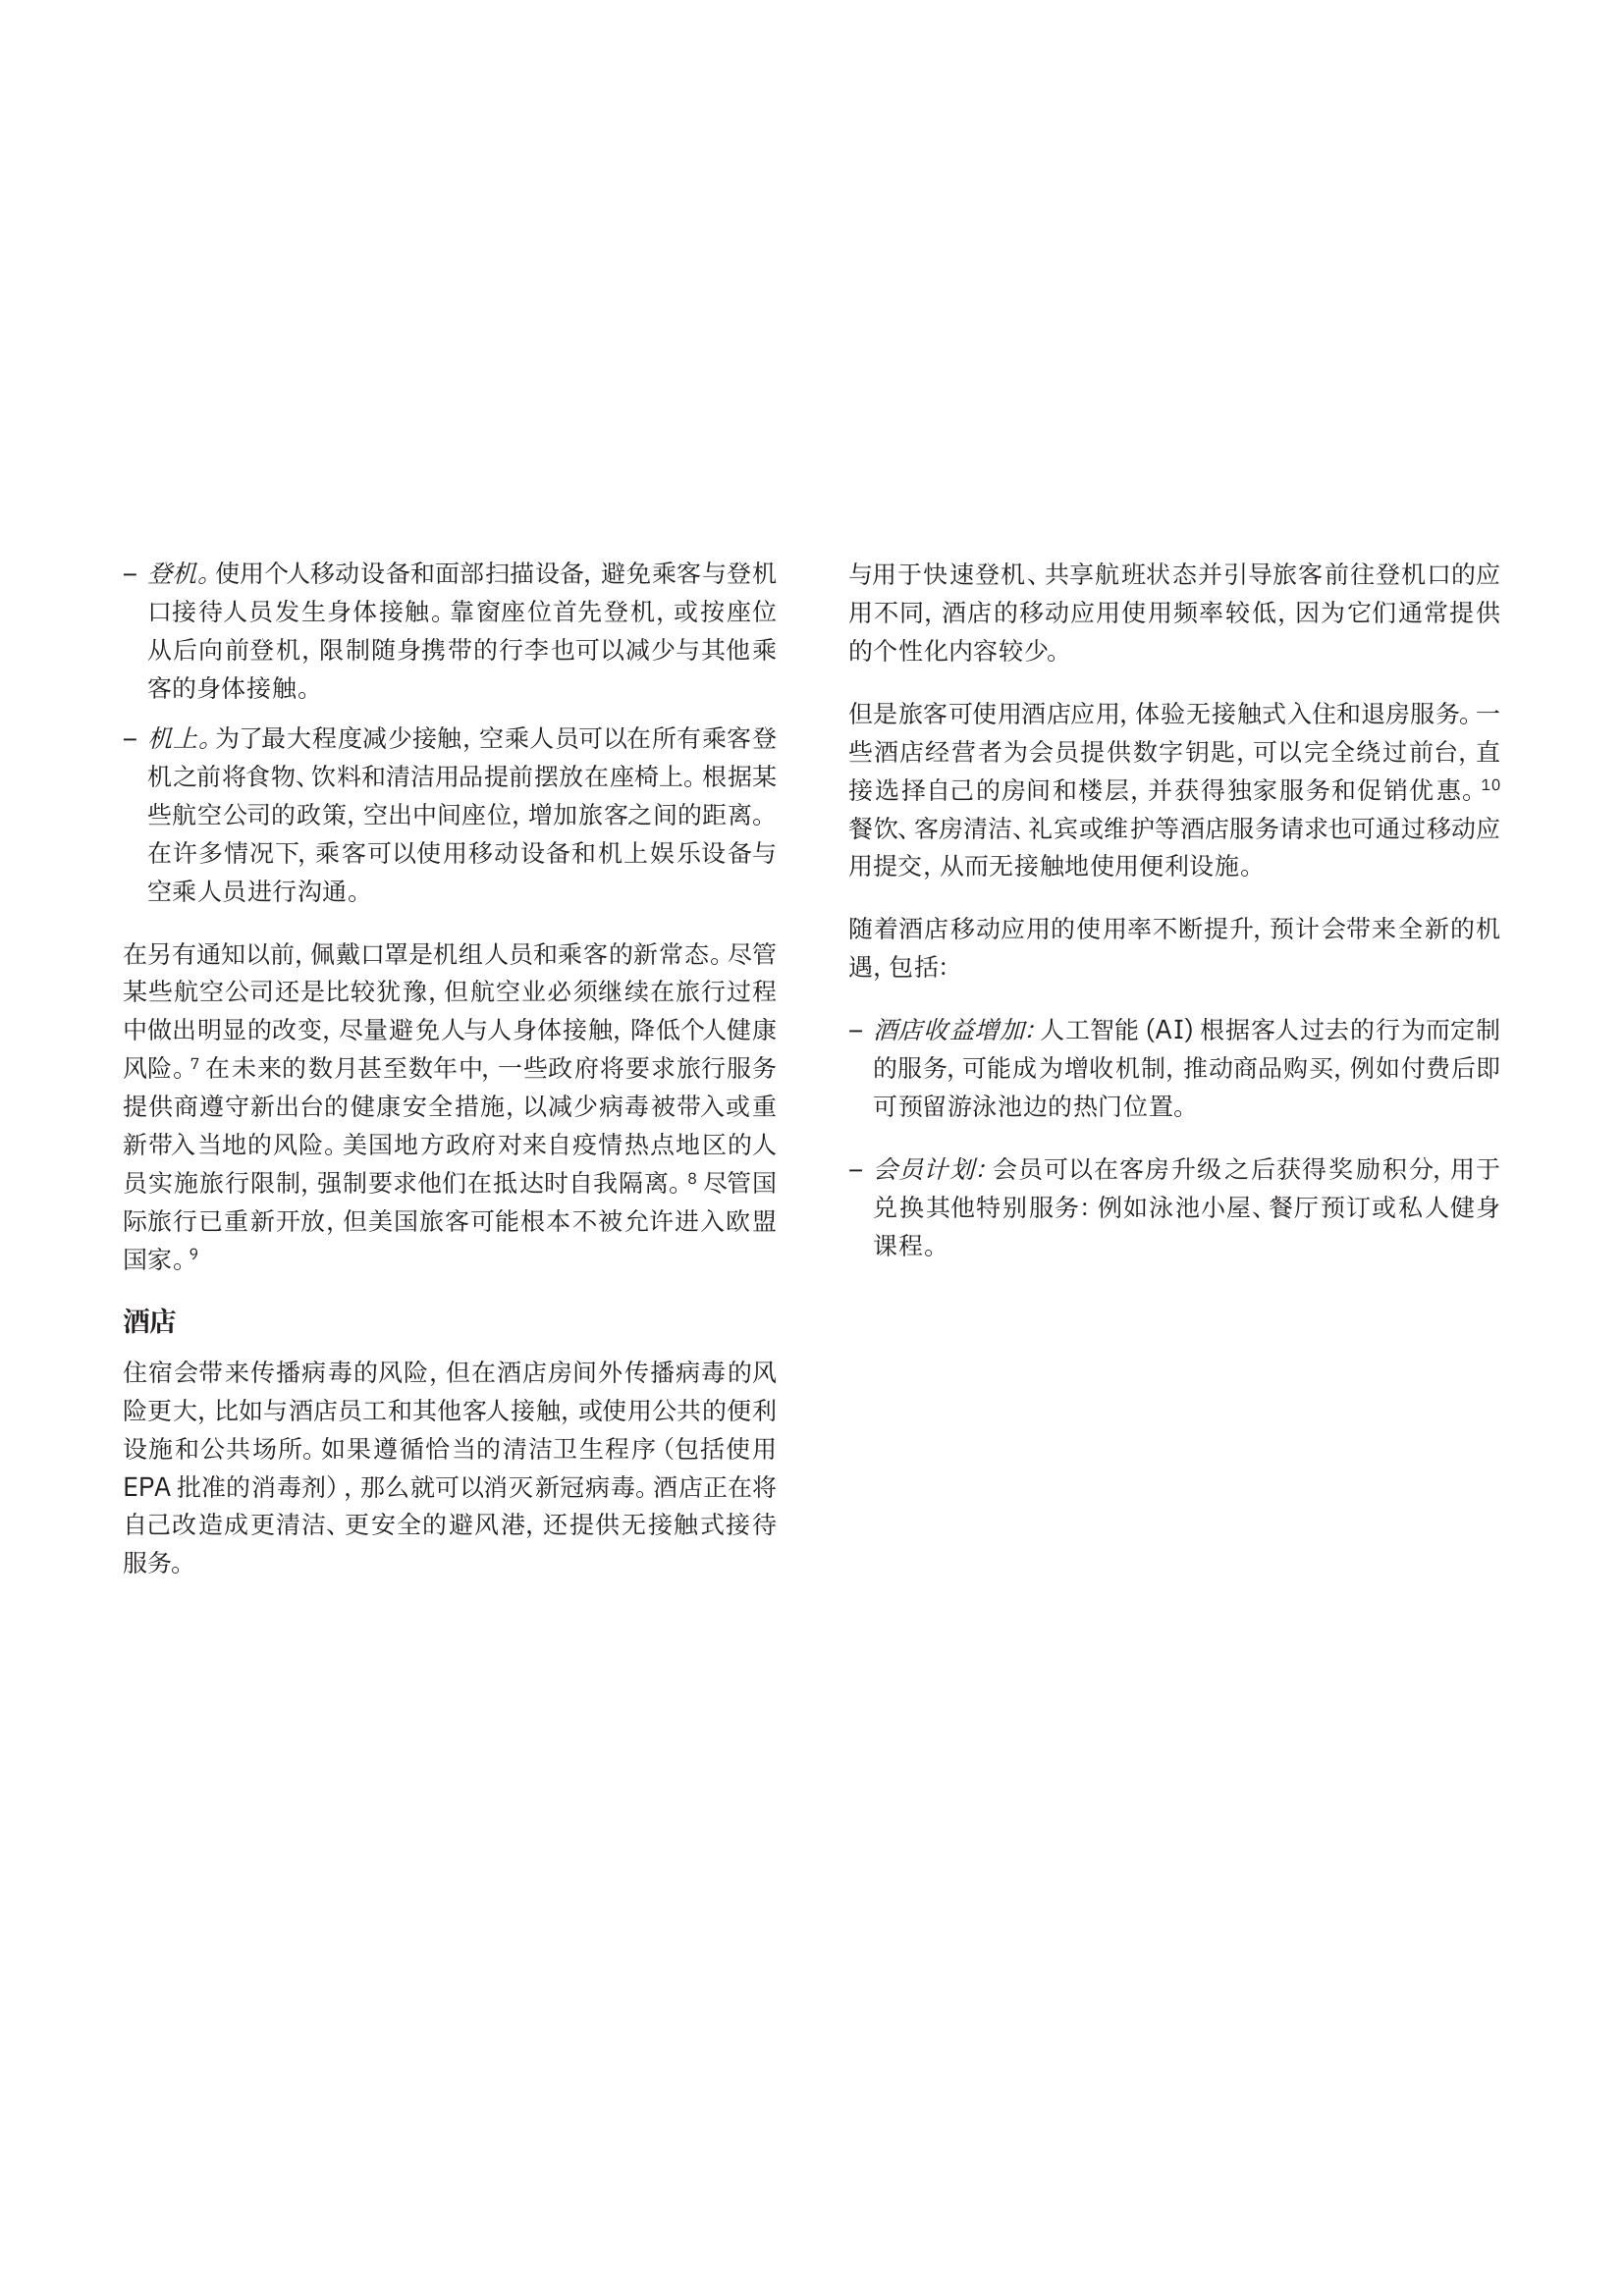 – 登机。使用个人移动设备和面部扫描设备, 避免乘客与登机
口接待人员发生身体接触。靠窗座位首先登机, 或按座位
从后向前登机, 限制随身携带的行李也可以减少与其他乘
客的身体接触。
– 机上。为了最大程度减少接触, 空乘人员可以在所有乘客登
机之前将食物、饮料和清洁用品提前摆放在座椅上。根据某
些航空公司的政策, 空出中间座位, 增加旅客之间的距离。
在许多情况下, 乘客可以使用移动设备和机上娱乐设备与
空乘人员进行沟通。
在另有通知以前, 佩戴口罩是机组人员和乘客的新常态。尽管
某些航空公司还是比较犹豫, 但航空业必须继续在旅行过程
中做出明显的改变, 尽量避免人与人身体接触, 降低个人健康
风险。⁷ 在未来的数月甚至数年中, 一些政府将要求旅行服务
提供商遵守新出台的健康安全措施, 以减少病毒被带入或重
新带入当地的风险。美国地方政府对来自疫情热点地区的人
员实施旅行限制, 强制要求他们在抵达时自我隔离。⁸ 尽管国
际旅行已重新开放, 但美国旅客可能根本不被允许进入欧盟
国家。⁹
酒店
住宿会带来传播病毒的风险, 但在酒店房间外传播病毒的风
险更大, 比如与酒店员工和其他客人接触, 或使用公共的便利
设施和公共场所。如果遵循恰当的清洁卫生程序（包括使用
EPA 批准的消毒剂）, 那么就可以消灭新冠病毒。酒店正在将
自己改造成更清洁、更安全的避风港, 还提供无接触式接待
服务。
与用于快速登机、共享航班状态并引导旅客前往登机口的应
用不同, 酒店的移动应用使用频率较低, 因为它们通常提供
的个性化内容较少。
但是旅客可使用酒店应用, 体验无接触式入住和退房服务。一
些酒店经营者为会员提供数字钥匙, 可以完全绕过前台, 直
接选择自己的房间和楼层, 并获得独家服务和促销优惠。¹⁰
餐饮、客房清洁、礼宾或维护等酒店服务请求也可通过移动应
用提交, 从而无接触地使用便利设施。
随着酒店移动应用的使用率不断提升, 预计会带来全新的机
遇, 包括:
– 酒店收益增加: 人工智能 (AI) 根据客人过去的行为而定制
的服务, 可能成为增收机制, 推动商品购买, 例如付费后即
可预留游泳池边的热门位置。
– 会员计划: 会员可以在客房升级之后获得奖励积分, 用于
兑换其他特别服务: 例如泳池小屋、餐厅预订或私人健身
课程。